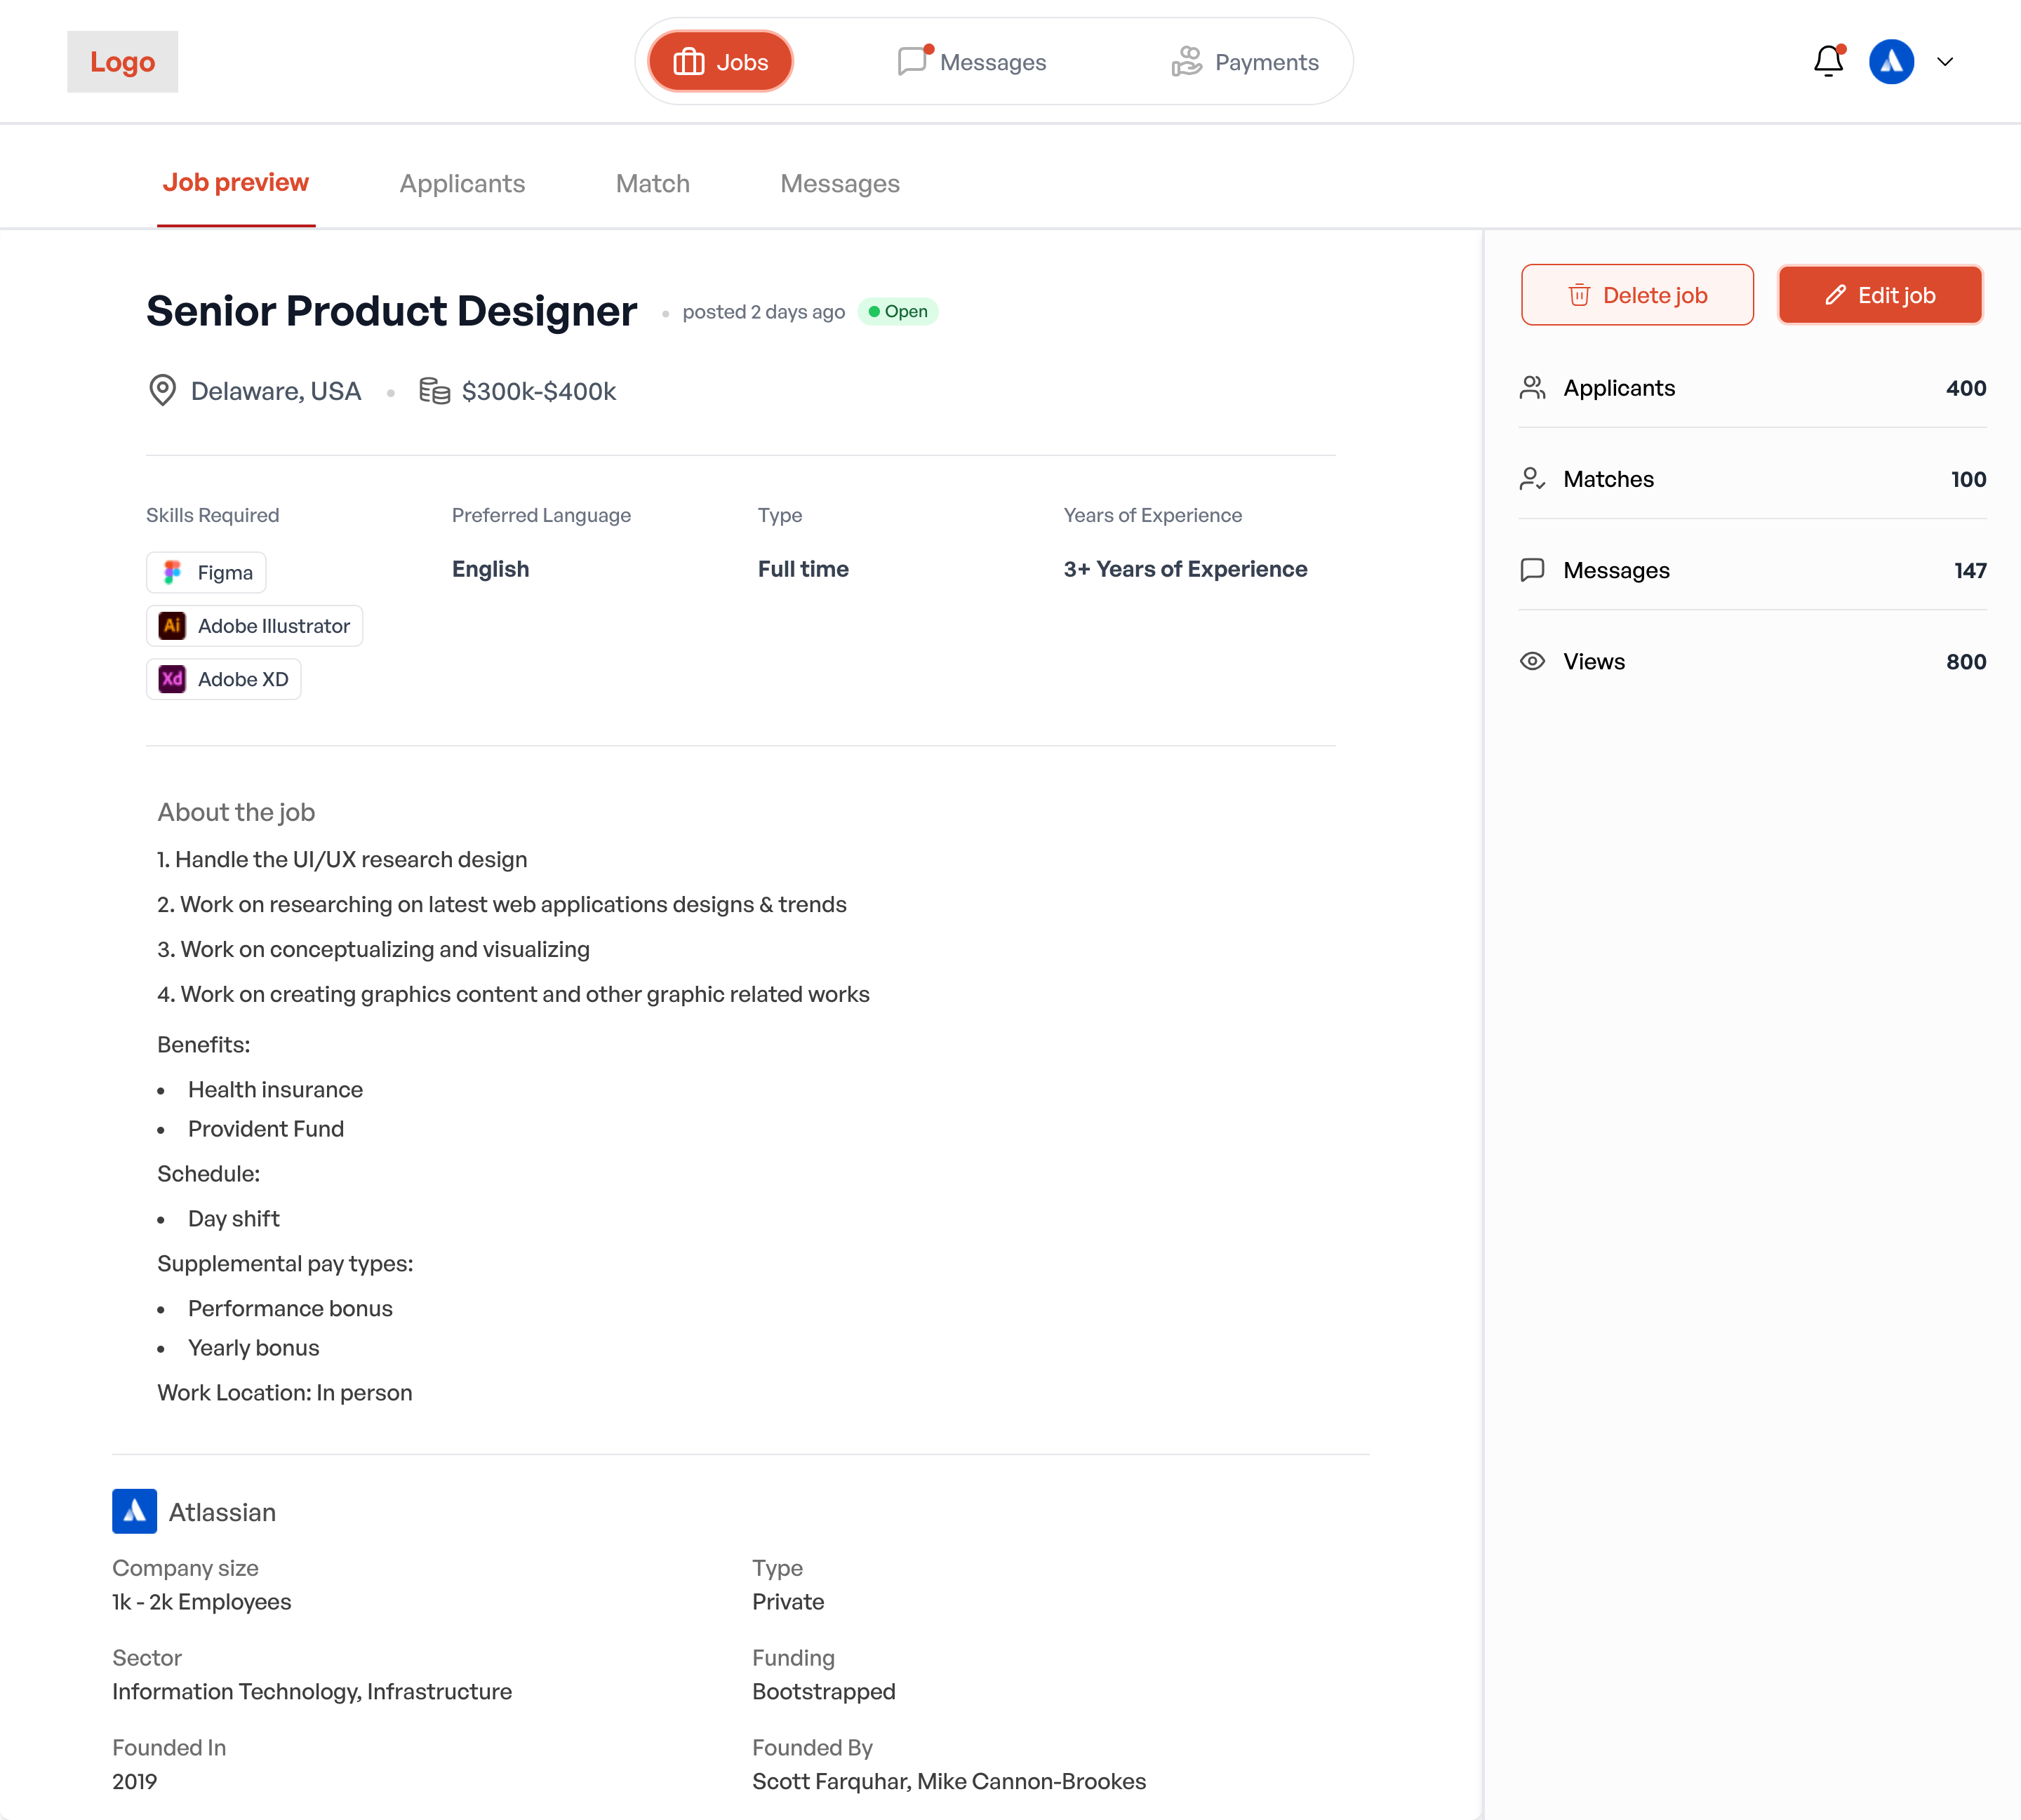 Logo
Jobs
Messages
Payments
Job preview
Applicants
Match
Messages
Senior Product Designer
posted 2 days ago
Open
Delaware, USA
$300k-$400k
Skills Required
Figma
Ai Adobe Illustrator
Xd Adobe XD
Preferred Language
English
Type
Full time
Years of Experience
3+ Years of Experience
About the job
1. Handle the UI/UX research design
2. Work on researching on latest web applications designs & trends
3. Work on conceptualizing and visualizing
4. Work on creating graphics content and other graphic related works
Benefits:
• Health insurance
• Provident Fund
Schedule:
• Day shift
Supplemental pay types:
• Performance bonus
• Yearly bonus
Work Location: In person
Atlassian
Company size
1k - 2k Employees
Type
Private
Sector
Information Technology, Infrastructure
Funding
Bootstrapped
Founded In
2019
Founded By
Scott Farquhar, Mike Cannon-Brookes
Delete job
Edit job
Applicants 400
Matches 100
Messages 147
Views 800